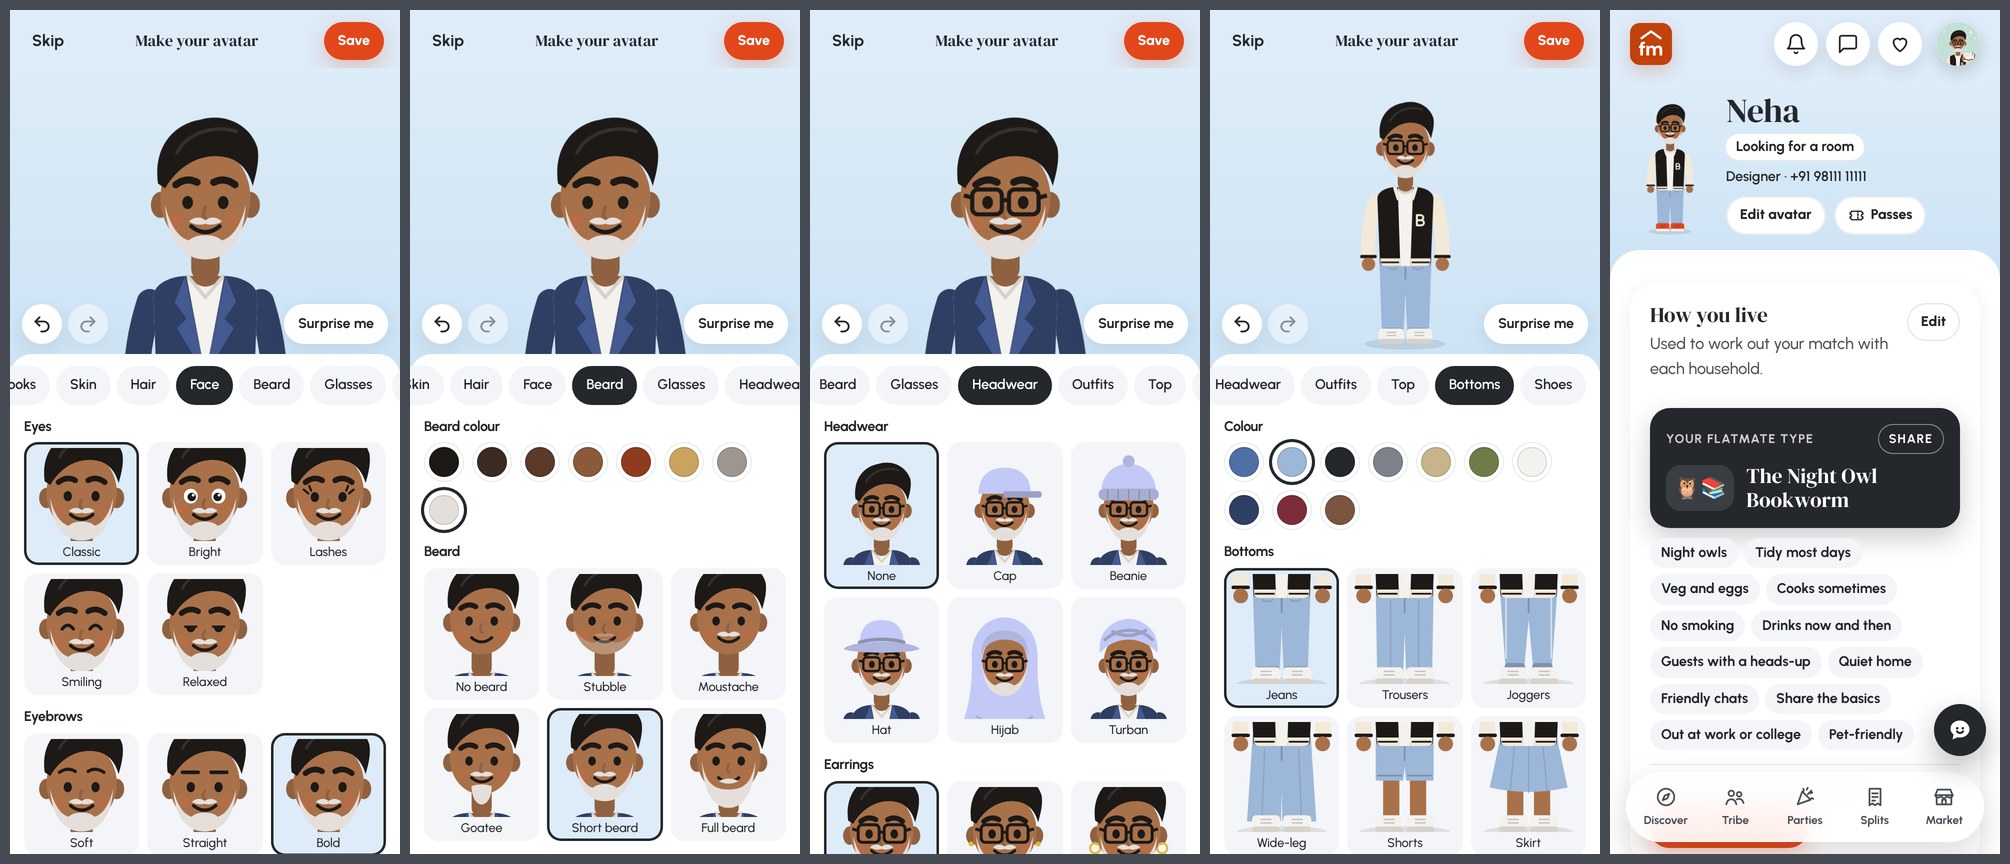 Skip
Make your avatar
Save
Surprise me
Skin
Hair
Face
Beard
Glasses
Eyes
Classic
Bright
Lashes
Smiling
Relaxed
Eyebrows
Soft
Straight
Bold
Skip
Make your avatar
Save
Surprise me
Hair
Face
Beard
Glasses
Beard colour
Beard
No beard
Stubble
Moustache
Goatee
Short beard
Full beard
Skip
Make your avatar
Save
Surprise me
Beard
Glasses
Headwear
Outfits
Top
Headwear
None
Cap
Beanie
Hat
Hijab
Turban
Earrings
Skip
Make your avatar
Save
B
Surprise me
Headwear
Outfits
Top
Bottoms
Shoes
Colour
Bottoms
Jeans
Trousers
Joggers
Wide-leg
Shorts
Skirt
fm
Neha
Looking for a room
Designer · +91 98111 11111
Edit avatar
Passes
B
How you live
Edit
Used to work out your match with
each household.
YOUR FLATMATE TYPE
SHARE
The Night Owl
Bookworm
Night owls
Tidy most days
Veg and eggs
Cooks sometimes
No smoking
Drinks now and then
Guests with a heads-up
Quiet home
Friendly chats
Share the basics
Out at work or college
Pet-friendly
Discover
Tribe
Parties
Splits
Market